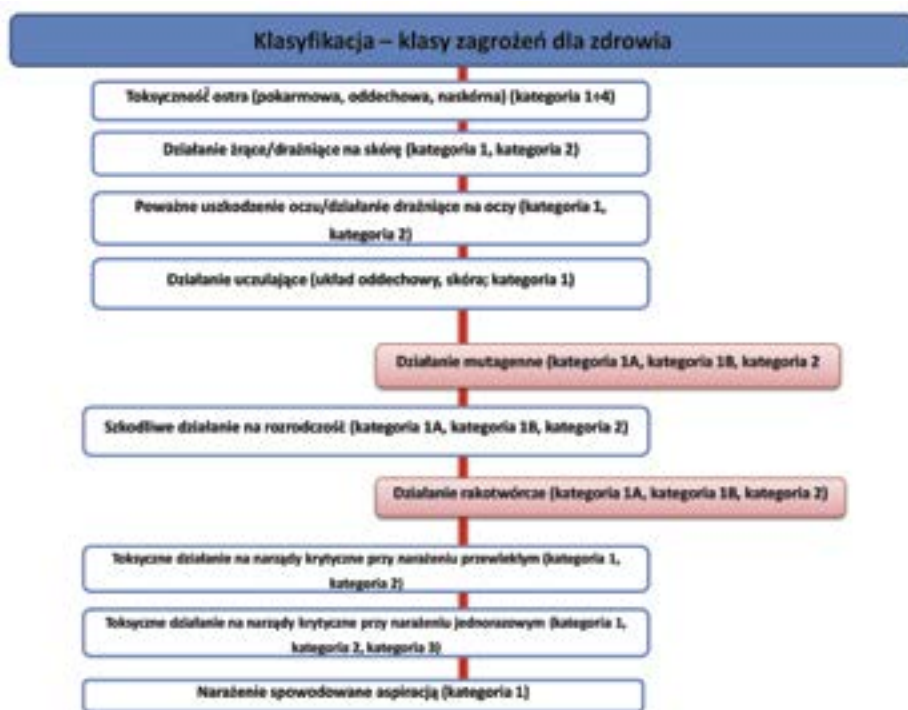 Klasyfikacja – klasy zagrożeń dla zdrowia
Toksyczność ostra (pokarmowa, oddechowa, naskórna) (kategoria 1÷4)
Działanie żrące/drażniące na skórę (kategoria 1, kategoria 2)
Poważne uszkodzenie oczu/działanie drażniące na oczy (kategoria 1,
kategoria 2)
Działanie uczulające (układ oddechowy, skóra; kategoria 1)
Działanie mutagenne (kategoria 1A, kategoria 1B, kategoria 2
Szkodliwe działanie na rozrodczość (kategoria 1A, kategoria 1B, kategoria 2)
Działanie rakotwórcze (kategoria 1A, kategoria 1B, kategoria 2)
Toksyczne działanie na narządy krytyczne przy narażeniu przewlekłym (kategoria 1,
kategoria 2)
Toksyczne działanie na narządy krytyczne przy narażeniu jednorazowym (kategoria 1,
kategoria 2, kategoria 3)
Narażenie spowodowane aspiracją (kategoria 1)